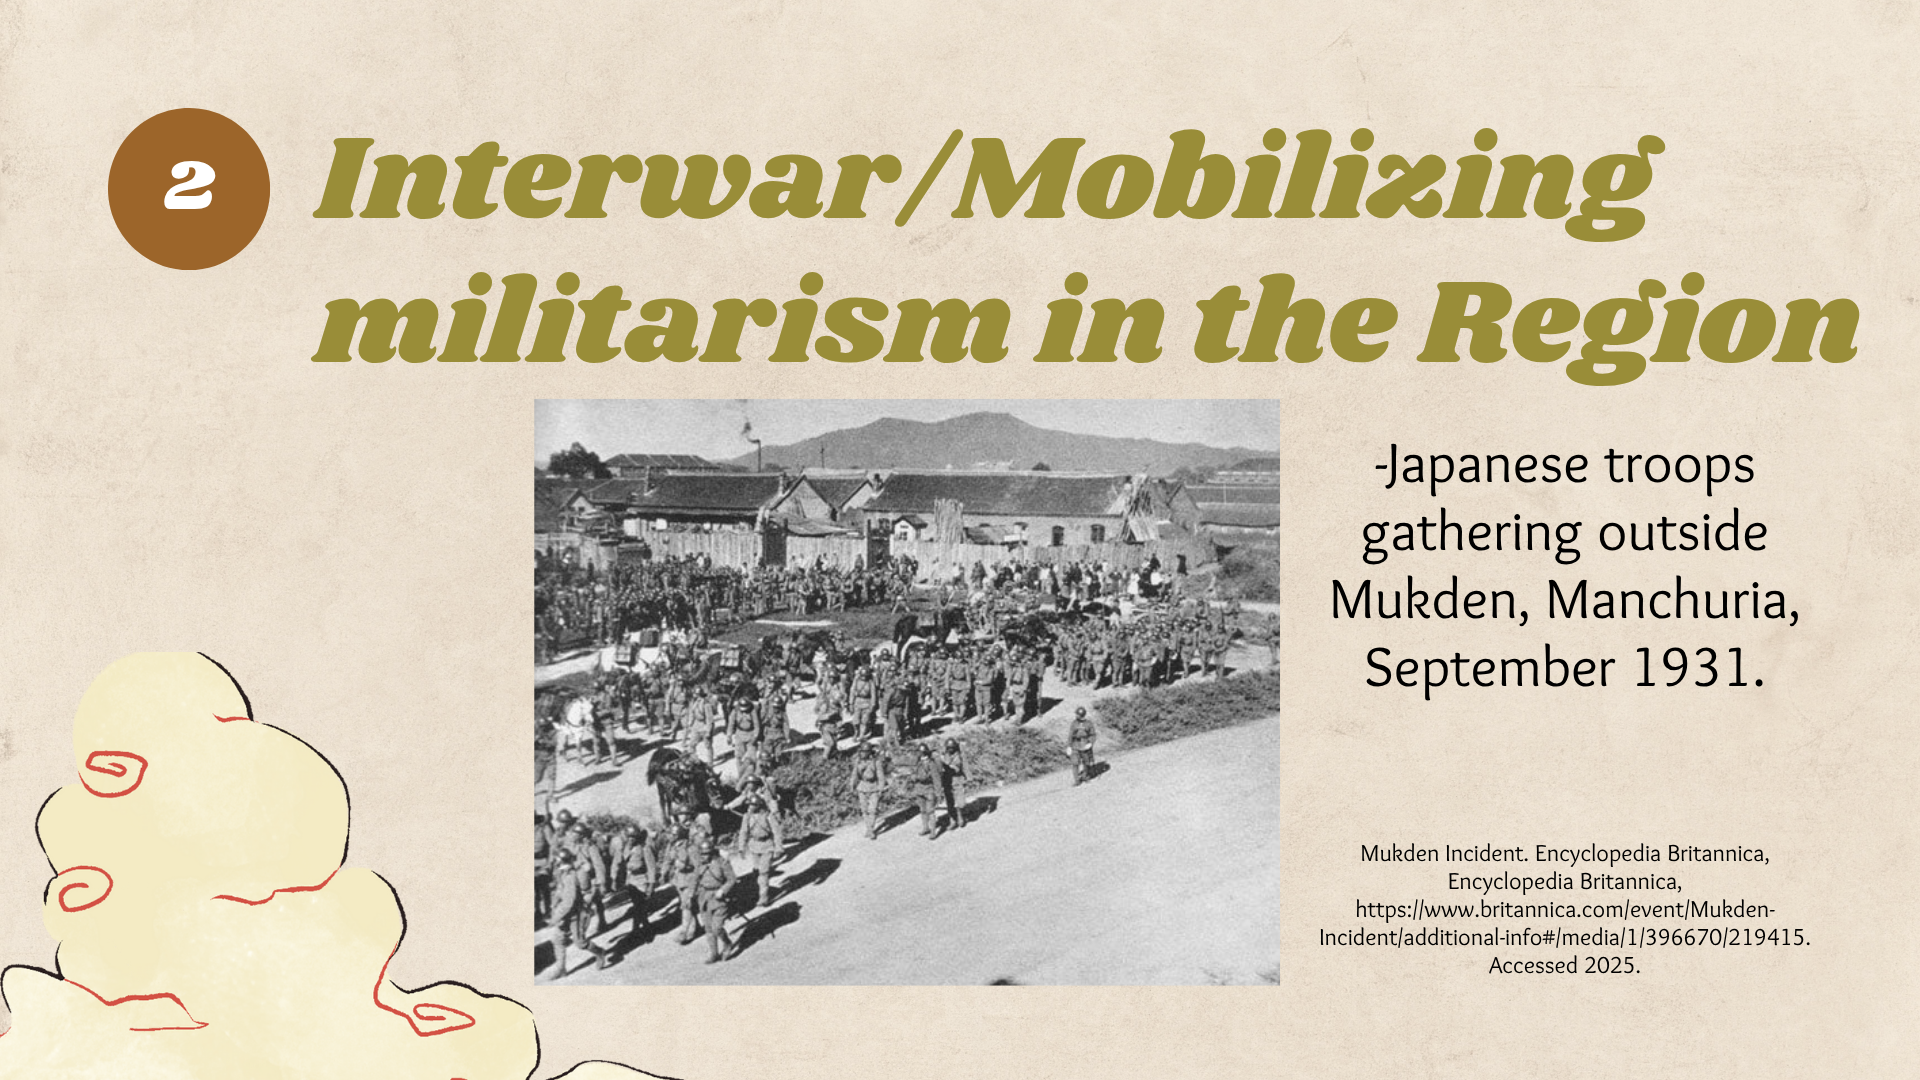 2
Interwar/Mobilizing
militarism in the Region
-Japanese troops
gathering outside
Mukden, Manchuria,
September 1931.
Mukden Incident. Encyclopedia Britannica,
Encyclopedia Britannica,
https://www.britannica.com/event/Mukden-
Incident/additional-info#/media/1/396670/219415.
Accessed 2025.